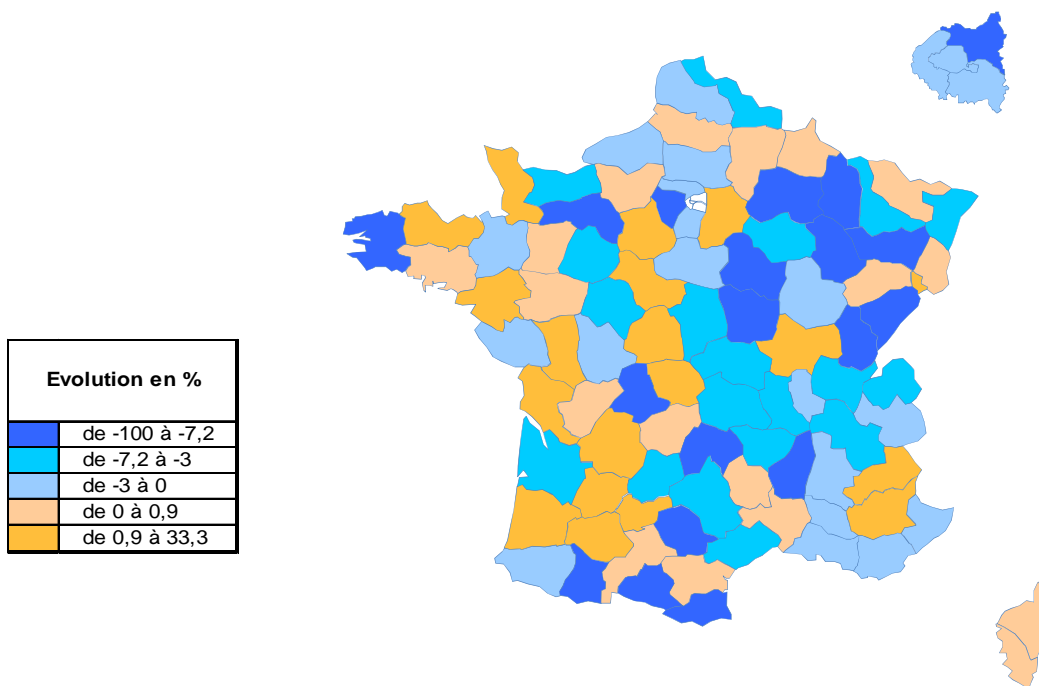 Evolution en %
de -100 à -7,2
de -7,2 à -3
de -3 à 0
de 0 à 0,9
de 0,9 à 33,3